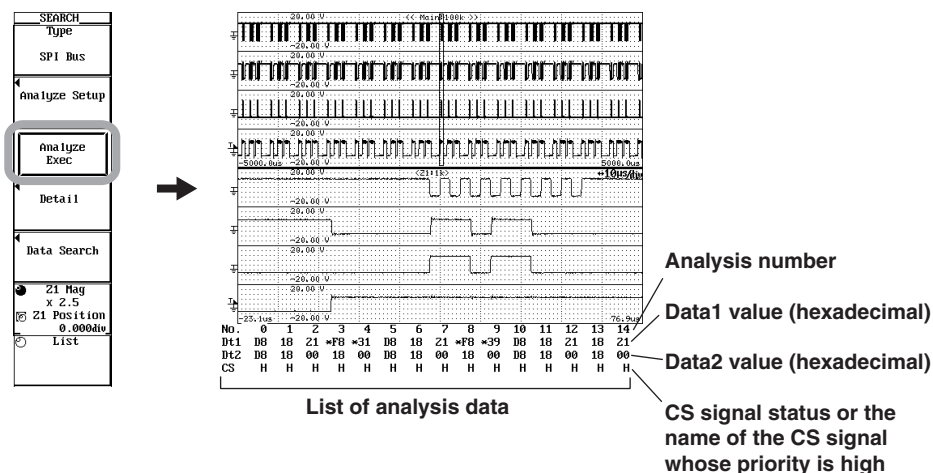 SEARCH
Type
SPI Bus
Analyze Setup
Analyze
Exec
Detail
Data Search
Z1 Mag
x 2.5
Z1 Position
0.000div
List
20.00 V
<< Main:100k >>
-20.00 V
20.00 V
-20.00 V
20.00 V
-20.00 V
20.00 V
-5000.0us -20.00 V 5000.0us
<Z1:1k> 10us/div
-20.00 V
20.00 V
-20.00 V
20.00 V
-20.00 V
20.00 V
-23.1us -20.00 V 76.9us
No. 0 1 2 3 4 5 6 7 8 9 10 11 12 13 14
Dt1 D8 18 21 *F8 *31 D8 18 21 *F8 *39 D8 18 21 18 21
Dt2 D8 18 00 18 00 D8 18 00 18 00 D8 18 00 18 00
CS H H H H H H H H H H H H H H H
List of analysis data
Analysis number
Data1 value (hexadecimal)
Data2 value (hexadecimal)
CS signal status or the
name of the CS signal
whose priority is high